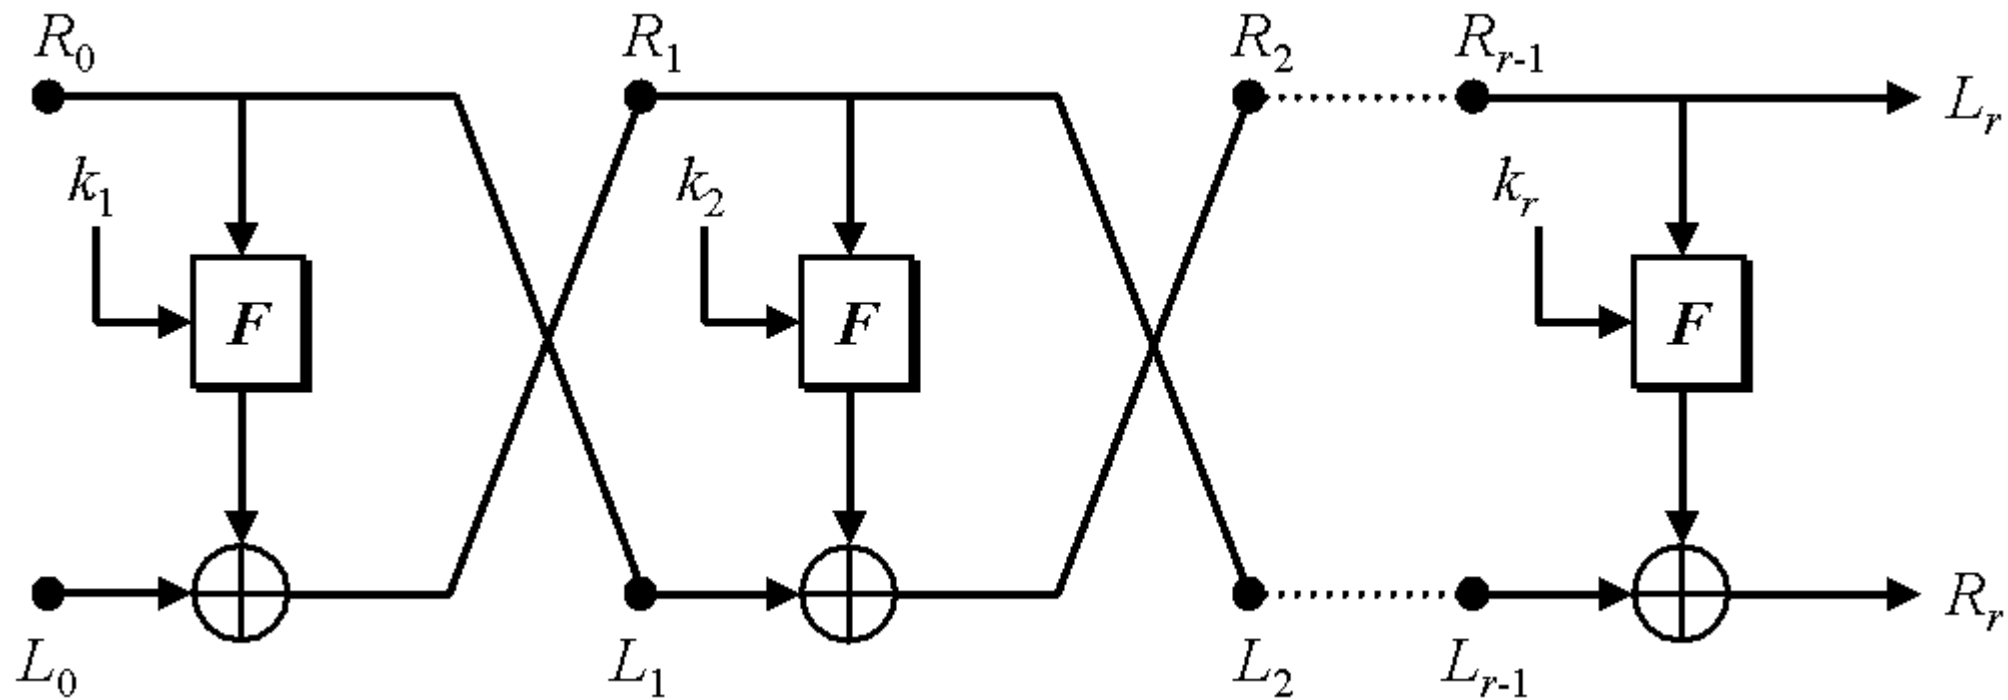 R₀ R₁ R₂ Rᵣ₋₁
Lᵣ
k₁ k₂ kᵣ
F F F
Rᵣ
L₀ L₁ L₂ Lᵣ₋₁